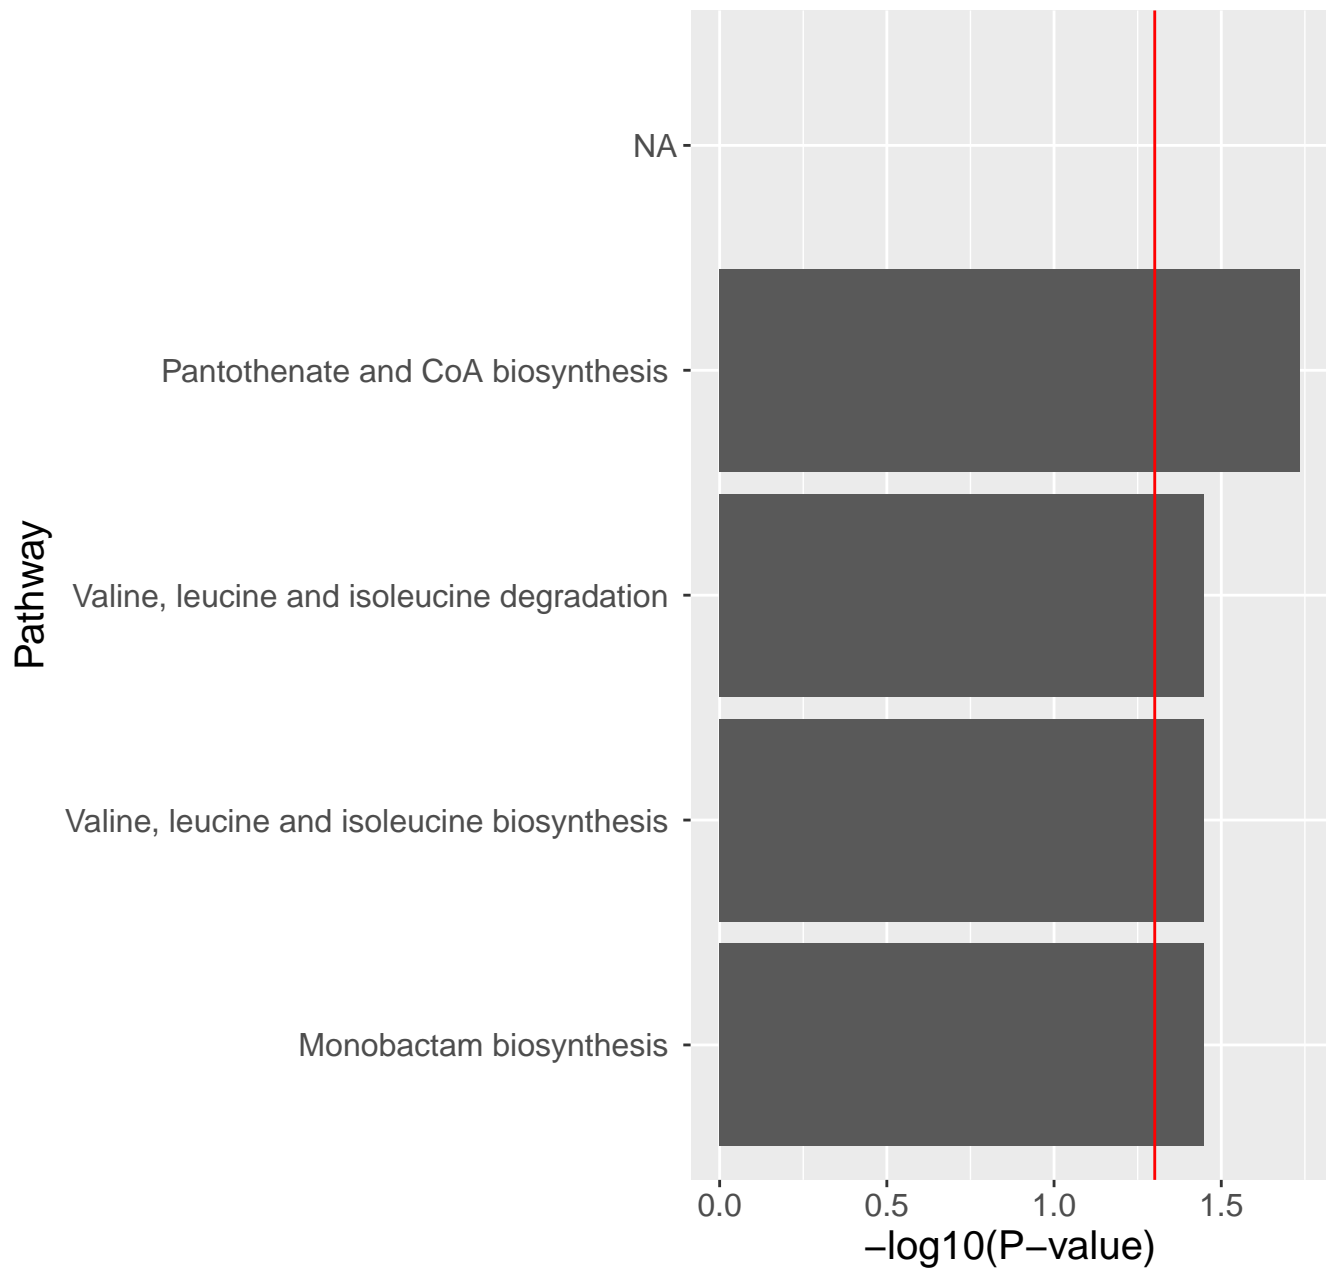 NA
Pantothenate and CoA biosynthesis
Valine, leucine and isoleucine degradation
Valine, leucine and isoleucine biosynthesis
Monobactam biosynthesis
Pathway
0.0 0.5 1.0 1.5
−log10(P−value)